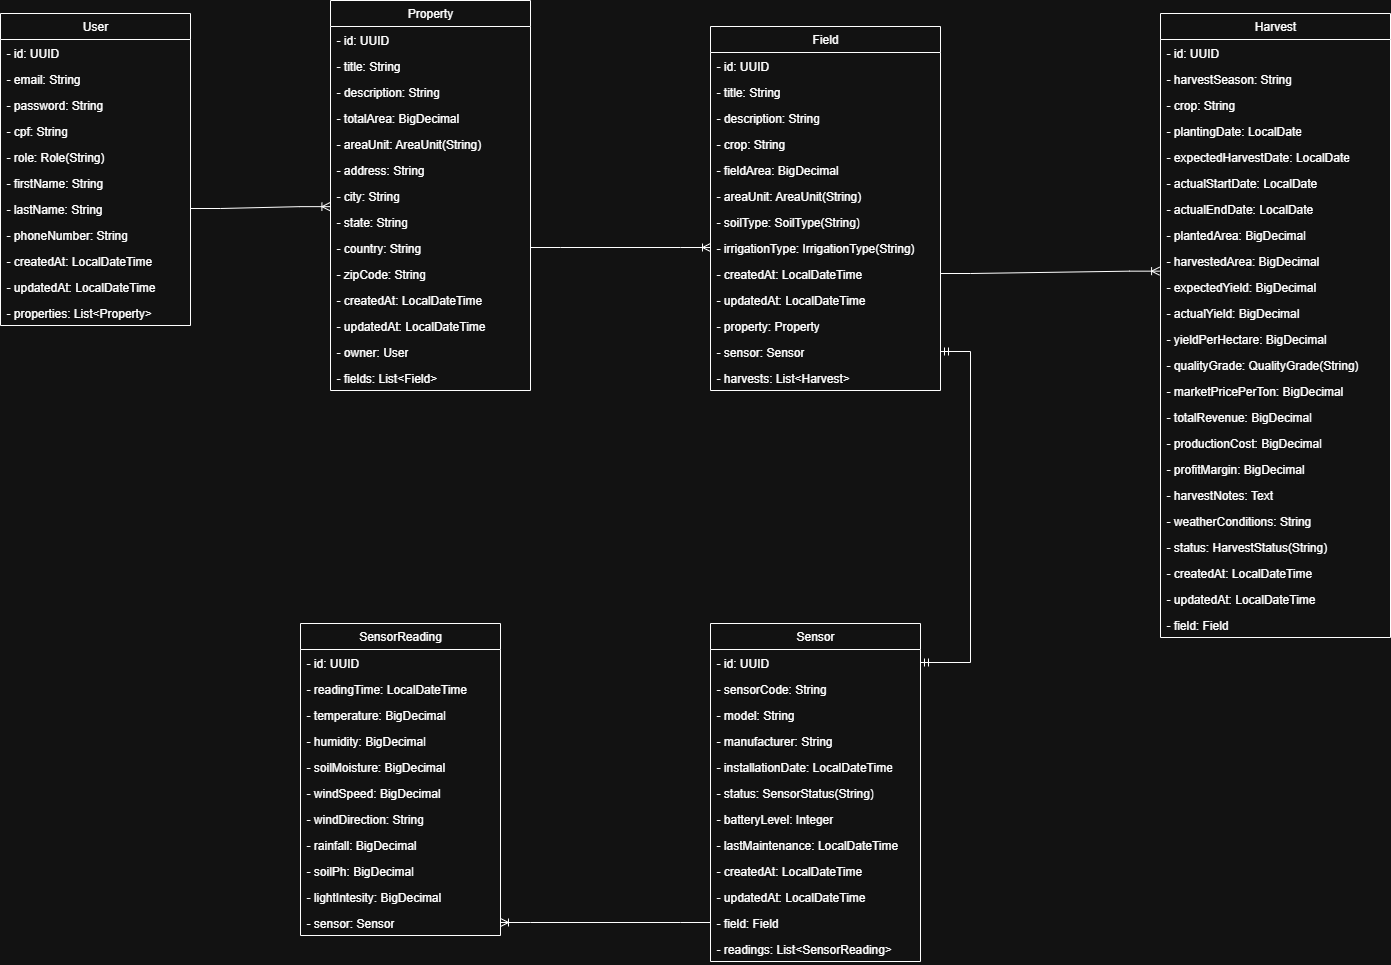 User
- id: UUID
- email: String
- password: String
- cpf: String
- role: Role(String)
- firstName: String
- lastName: String
- phoneNumber: String
- createdAt: LocalDateTime
- updatedAt: LocalDateTime
- properties: List<Property>
Property
- id: UUID
- title: String
- description: String
- totalArea: BigDecimal
- areaUnit: AreaUnit(String)
- address: String
- city: String
- state: String
- country: String
- zipCode: String
- createdAt: LocalDateTime
- updatedAt: LocalDateTime
- owner: User
- fields: List<Field>
Field
- id: UUID
- title: String
- description: String
- crop: String
- fieldArea: BigDecimal
- areaUnit: AreaUnit(String)
- soilType: SoilType(String)
- irrigationType: IrrigationType(String)
- createdAt: LocalDateTime
- updatedAt: LocalDateTime
- property: Property
- sensor: Sensor
- harvests: List<Harvest>
Harvest
- id: UUID
- harvestSeason: String
- crop: String
- plantingDate: LocalDate
- expectedHarvestDate: LocalDate
- actualStartDate: LocalDate
- actualEndDate: LocalDate
- plantedArea: BigDecimal
- harvestedArea: BigDecimal
- expectedYield: BigDecimal
- actualYield: BigDecimal
- yieldPerHectare: BigDecimal
- qualityGrade: QualityGrade(String)
- marketPricePerTon: BigDecimal
- totalRevenue: BigDecimal
- productionCost: BigDecimal
- profitMargin: BigDecimal
- harvestNotes: Text
- weatherConditions: String
- status: HarvestStatus(String)
- createdAt: LocalDateTime
- updatedAt: LocalDateTime
- field: Field
SensorReading
- id: UUID
- readingTime: LocalDateTime
- temperature: BigDecimal
- humidity: BigDecimal
- soilMoisture: BigDecimal
- windSpeed: BigDecimal
- windDirection: String
- rainfall: BigDecimal
- soilPh: BigDecimal
- lightIntesity: BigDecimal
- sensor: Sensor
Sensor
- id: UUID
- sensorCode: String
- model: String
- manufacturer: String
- installationDate: LocalDateTime
- status: SensorStatus(String)
- batteryLevel: Integer
- lastMaintenance: LocalDateTime
- createdAt: LocalDateTime
- updatedAt: LocalDateTime
- field: Field
- readings: List<SensorReading>